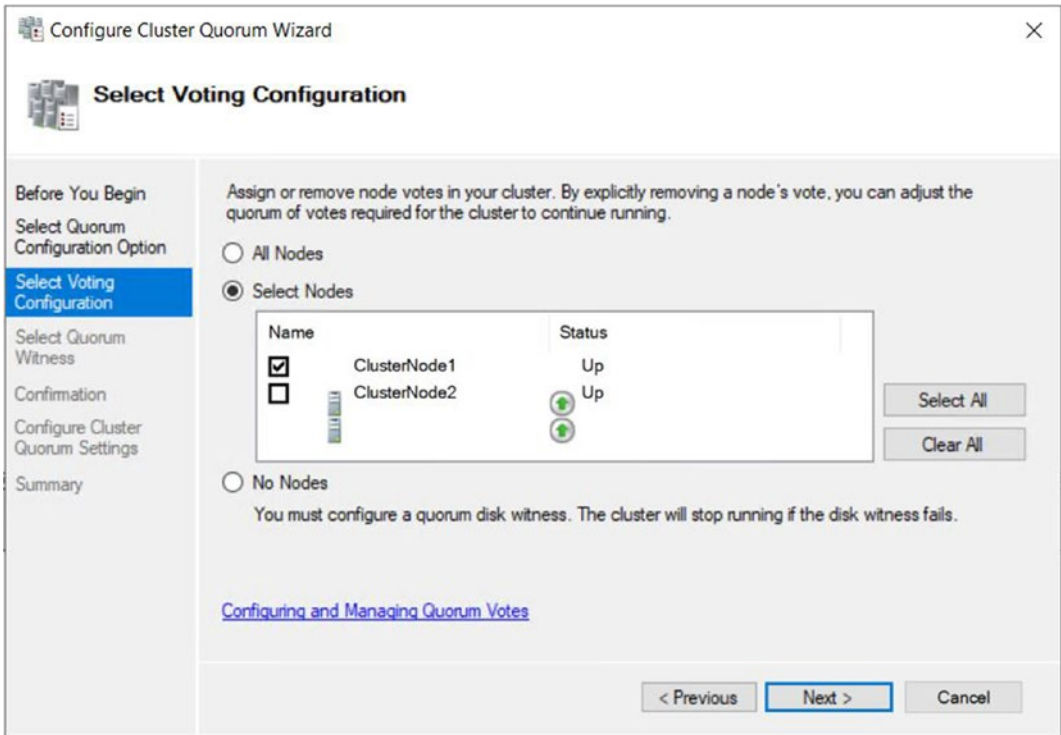 Configure Cluster Quorum Wizard
Select Voting Configuration
Before You Begin
Select Quorum
Configuration Option
Select Voting
Configuration
Select Quorum
Witness
Confirmation
Configure Cluster
Quorum Settings
Summary
Assign or remove node votes in your cluster. By explicitly removing a node's vote, you can adjust the
quorum of votes required for the cluster to continue running.
All Nodes
Select Nodes
Name Status
ClusterNode1 Up
ClusterNode2 Up
Select All
Clear All
No Nodes
You must configure a quorum disk witness. The cluster will stop running if the disk witness fails.
Configuring and Managing Quorum Votes
< Previous Next > Cancel